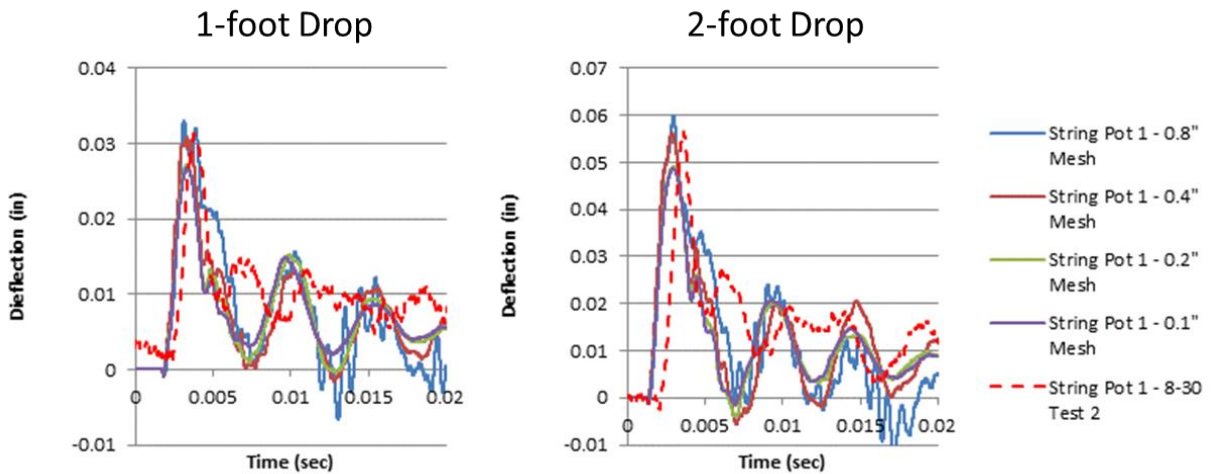 1-foot Drop
2-foot Drop
0.04
0.03
0.02
0.01
0
-0.01
0
0.005
0.01
0.015
0.02
Dieflection (in)
Time (sec)
0.07
0.06
0.05
0.04
0.03
0.02
0.01
0
-0.01
0
0.005
0.01
0.015
0.02
Deflection (in)
Time (sec)
String Pot 1 - 0.8"
Mesh
String Pot 1 - 0.4"
Mesh
String Pot 1 - 0.2"
Mesh
String Pot 1 - 0.1"
Mesh
String Pot 1 - 8-30
Test 2